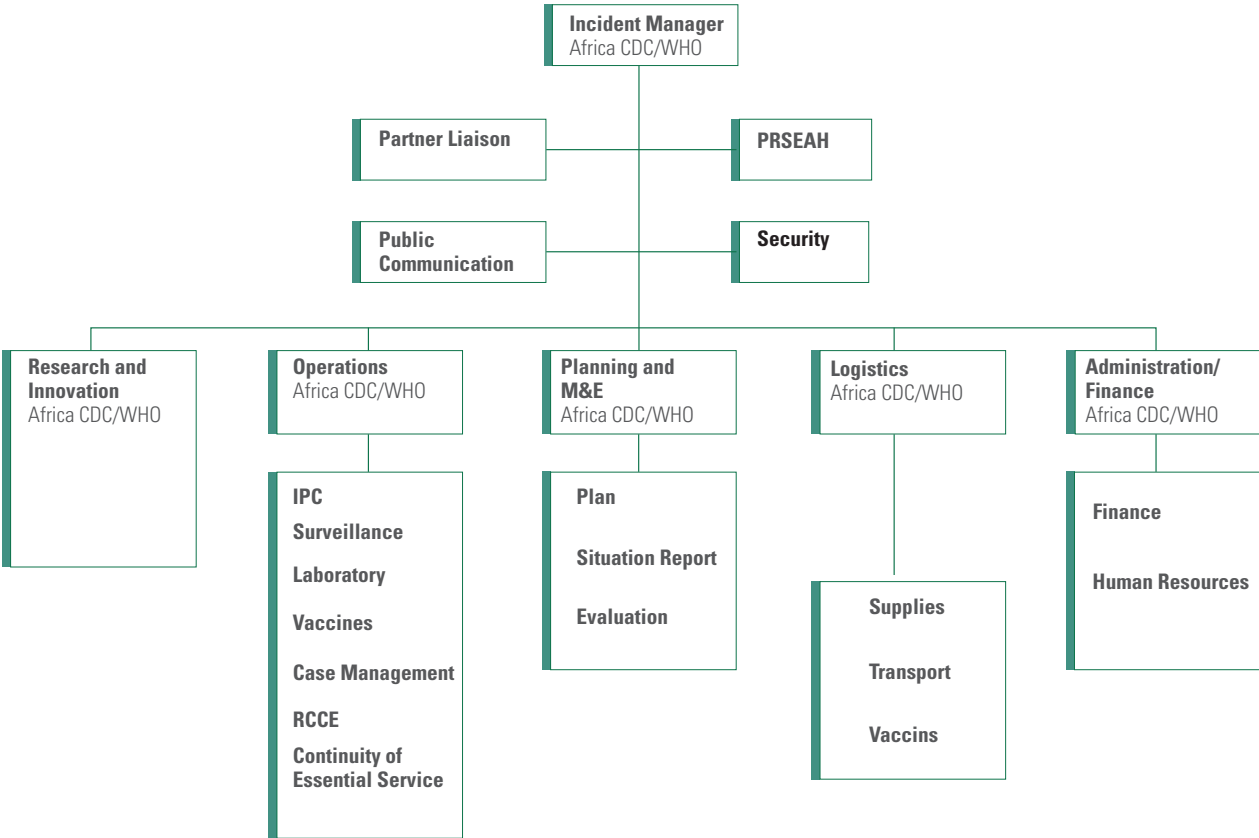 Incident Manager
Africa CDC/WHO
Partner Liaison
PRSEAH
Public
Communication
Security
Research and
Innovation
Africa CDC/WHO
Operations
Africa CDC/WHO
Planning and
M&E
Africa CDC/WHO
Logistics
Africa CDC/WHO
Administration/
Finance
Africa CDC/WHO
IPC
Surveillance
Laboratory
Vaccines
Case Management
RCCE
Continuity of
Essential Service
Plan
Situation Report
Evaluation
Supplies
Transport
Vaccins
Finance
Human Resources